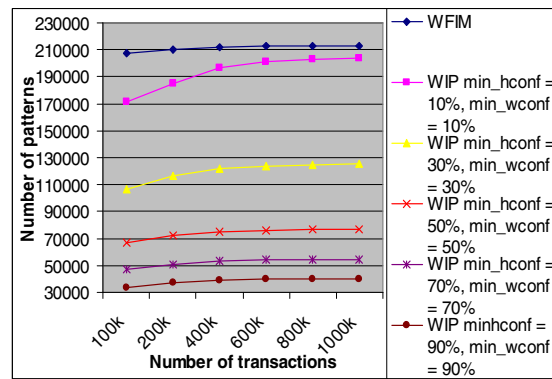 230000
210000
190000
170000
150000
130000
110000
90000
70000
50000
30000
Number of patterns
100k
200k
400k
600k
800k
1000k
Number of transactions
WFIM
WIP min_hconf =
10%, min_wconf
= 10%
WIP min_hconf =
30%, min_wconf
= 30%
WIP min_hconf =
50%, min_wconf
= 50%
WIP min_hconf =
70%, min_wconf
= 70%
WIP minhconf =
90%, min_wconf
= 90%